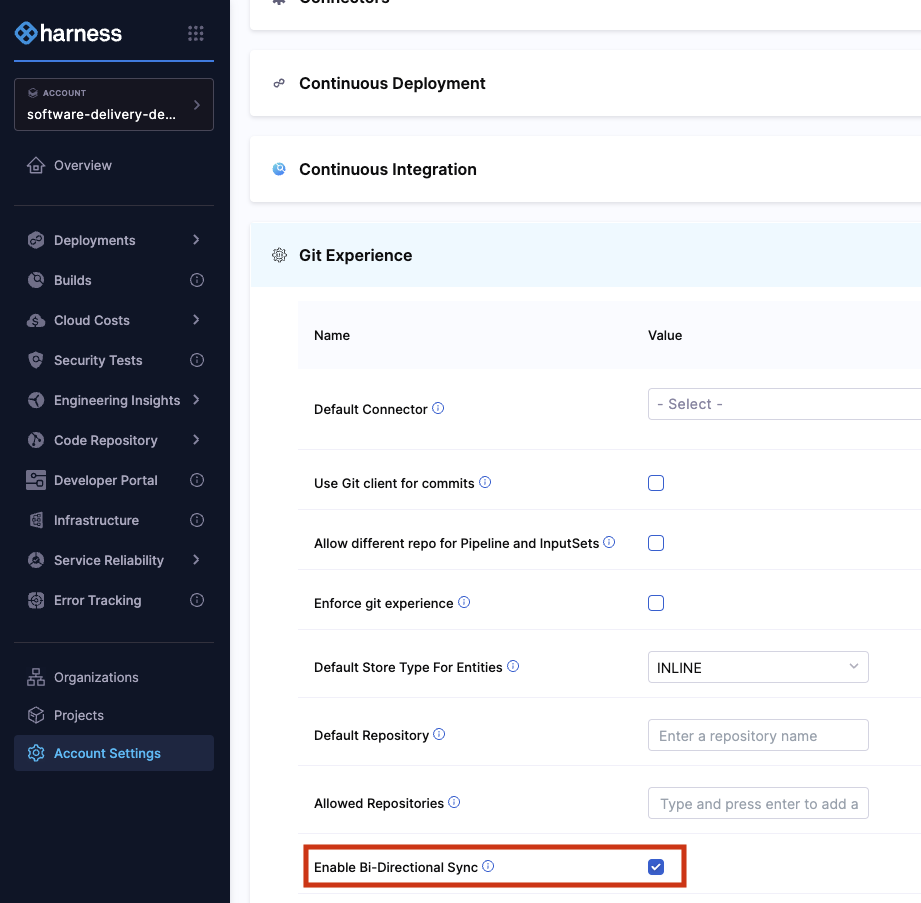 harness
ACCOUNT
software-delivery-de...
Overview
Deployments
Builds
Cloud Costs
Security Tests
Engineering Insights
Code Repository
Developer Portal
Infrastructure
Service Reliability
Error Tracking
Organizations
Projects
Account Settings
Connectors
Continuous Deployment
Continuous Integration
Git Experience
Name Value
Default Connector - Select -
Use Git client for commits
Allow different repo for Pipeline and InputSets
Enforce git experience
Default Store Type For Entities INLINE
Default Repository Enter a repository name
Allowed Repositories Type and press enter to add a
Enable Bi-Directional Sync